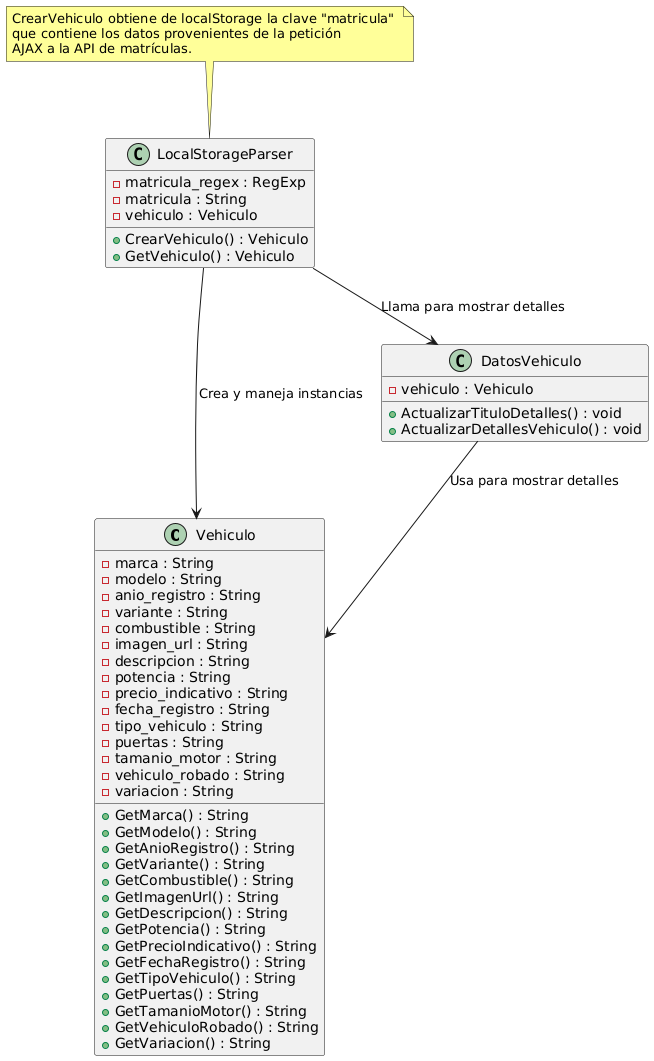 CrearVehiculo obtiene de localStorage la clave "matricula"
que contiene los datos provenientes de la petición
AJAX a la API de matrículas.
C LocalStorageParser
matricula_regex : RegExp
matricula : String
vehiculo : Vehiculo
CrearVehiculo() : Vehiculo
GetVehiculo() : Vehiculo
Llama para mostrar detalles
C DatosVehiculo
vehiculo : Vehiculo
ActualizarTituloDetalles() : void
ActualizarDetallesVehiculo() : void
Crea y maneja instancias
Usa para mostrar detalles
C Vehiculo
marca : String
modelo : String
anio_registro : String
variante : String
combustible : String
imagen_url : String
descripcion : String
potencia : String
precio_indicativo : String
fecha_registro : String
tipo_vehiculo : String
puertas : String
tamanio_motor : String
vehiculo_robado : String
variacion : String
GetMarca() : String
GetModelo() : String
GetAnioRegistro() : String
GetVariante() : String
GetCombustible() : String
GetImagenUrl() : String
GetDescripcion() : String
GetPotencia() : String
GetPrecioIndicativo() : String
GetFechaRegistro() : String
GetTipoVehiculo() : String
GetPuertas() : String
GetTamanioMotor() : String
GetVehiculoRobado() : String
GetVariacion() : String